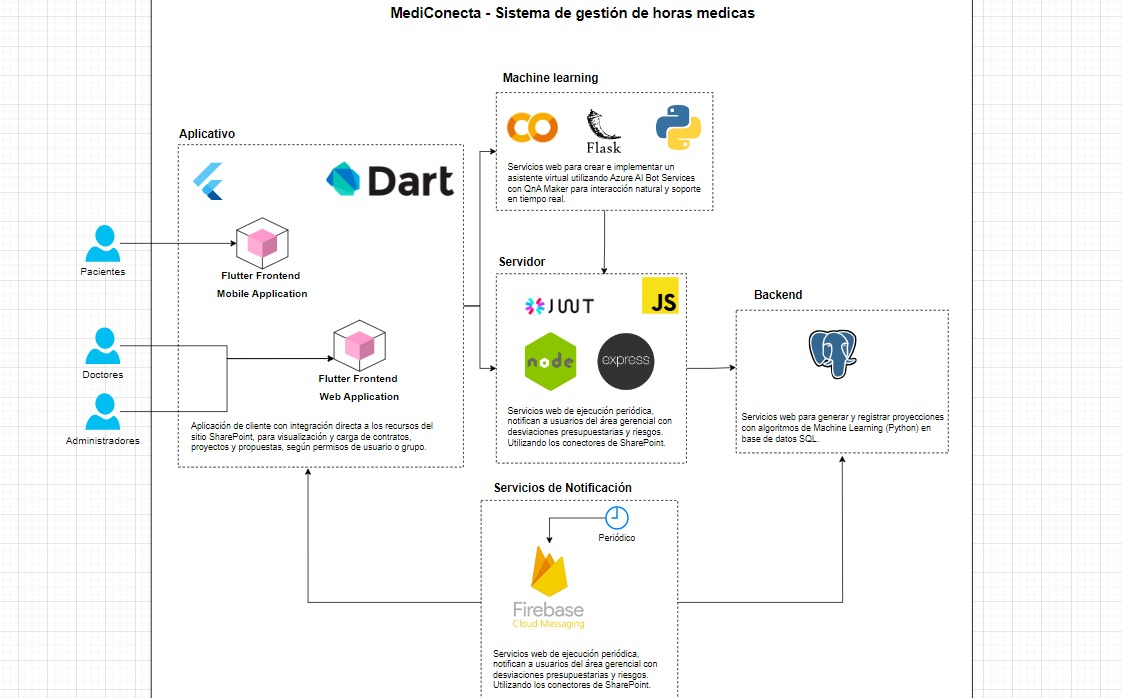 MediConecta - Sistema de gestión de horas medicas
Machine learning
Flask
Servicios web para crear e implementar un
asistente virtual utilizando Azure AI Bot Services
con QnA Maker para interacción natural y soporte
en tiempo real.
Aplicativo
Dart
Pacientes
Flutter Frontend
Mobile Application
Doctores
Administradores
Flutter Frontend
Web Application
Aplicación de cliente con integración directa a los recursos del
sitio SharePoint, para visualización y carga de contratos,
proyectos y propuestas, según permisos de usuario o grupo.
Servidor
JWT
JS
node
express
Servicios web de ejecución periódica,
notifican a usuarios del área gerencial con
desviaciones presupuestarias y riesgos.
Utilizando los conectores de SharePoint.
Backend
Servicios web para generar y registrar proyecciones
con algoritmos de Machine Learning (Python) en
base de datos SQL.
Servicios de Notificación
Periódico
Firebase
Cloud Messaging
Servicios web de ejecución periódica,
notifican a usuarios del área gerencial con
desviaciones presupuestarias y riesgos.
Utilizando los conectores de SharePoint.